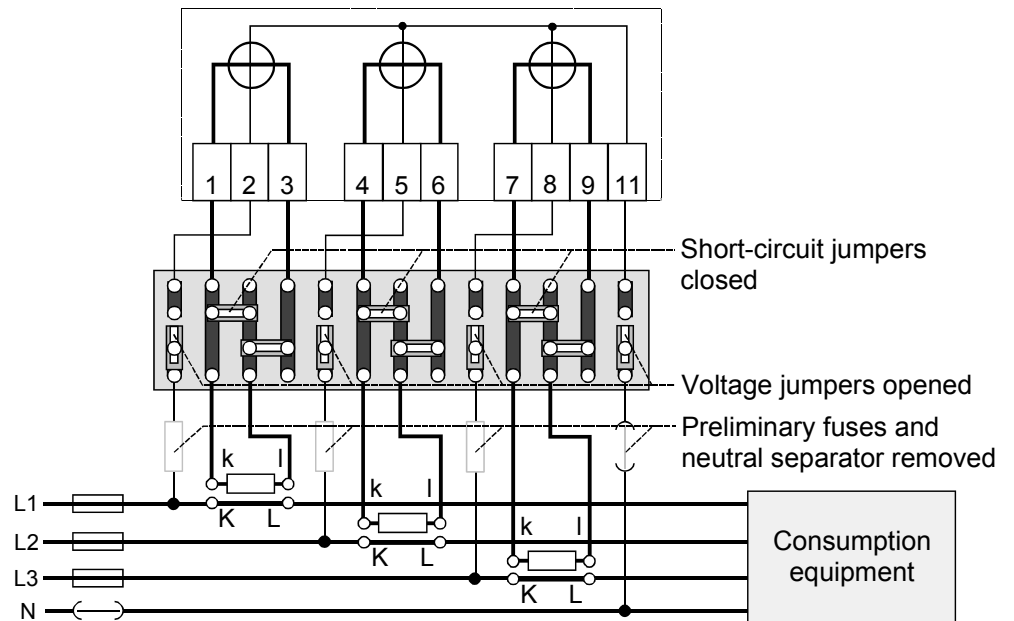 1 2 3 4 5 6 7 8 9 11
Short-circuit jumpers
closed
Voltage jumpers opened
Preliminary fuses and
neutral separator removed
k l
k l
k l
L1
K L
L2
K L
L3
K L
N
Consumption
equipment